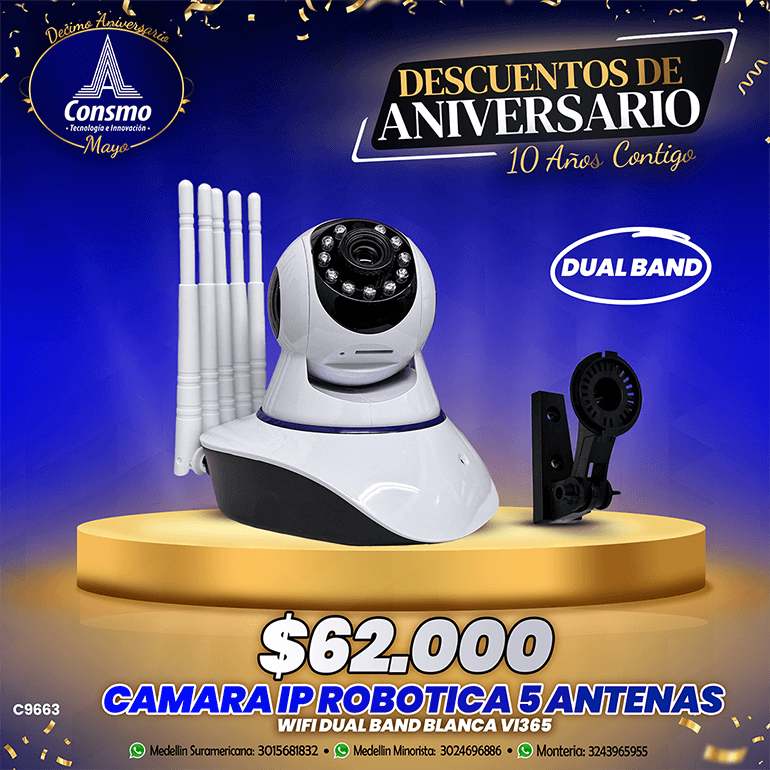 Decimo Aniversario
Consmo
• Tecnología e Innovación •
Mayo
DESCUENTOS DE
ANIVERSARIO
10 Años Contigo
DUAL BAND
$62.000
CAMARA IP ROBOTICA 5 ANTENAS
WIFI DUAL BAND BLANCA VI365
C9663
Medellin Suramericana: 3015681832 • Medellin Minorista: 3024696886 • Monteria: 3243965955